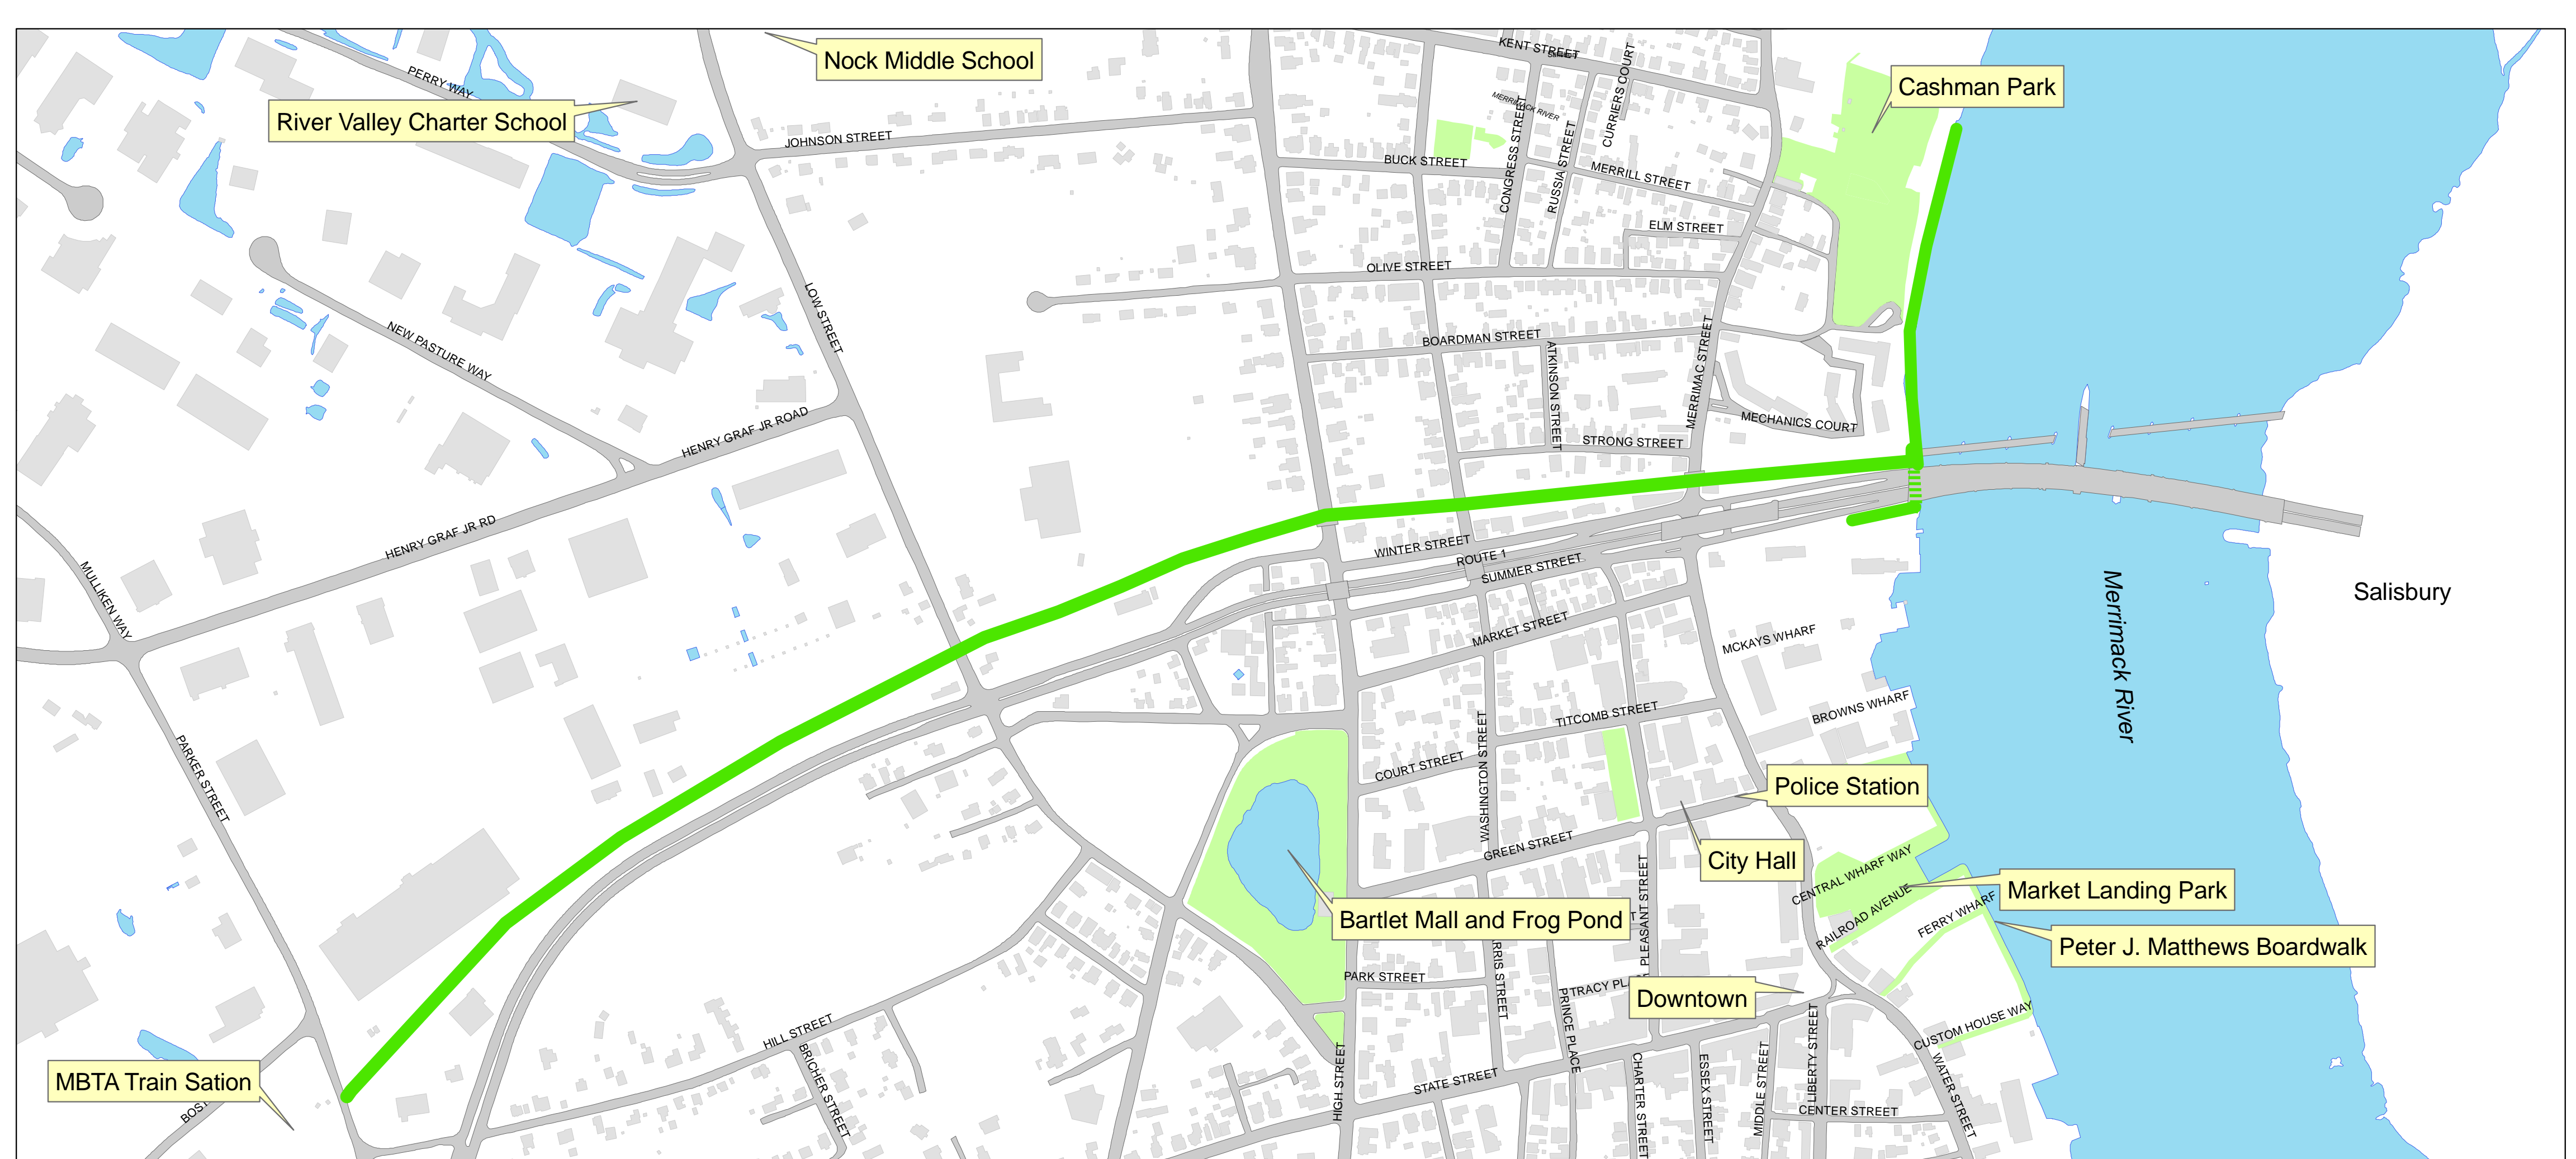 KENT STREET
Nock Middle School
PERRY WAY
Cashman Park
River Valley Charter School
MERRIMACK RIVER
CURRIERS COURT
JOHNSON STREET
CONGRESS STREET
RUSSIA STREET
BUCK STREET
MERRILL STREET
ELM STREET
OLIVE STREET
LOW STREET
NEW PASTURE WAY
BOARDMAN STREET
ATKINSON STREET
MERRIMAC STREET
HENRY GRAF JR ROAD
MECHANICS COURT
STRONG STREET
HENRY GRAF JR RD
WINTER STREET
ROUTE 1
SUMMER STREET
MULLIKEN WAY
Salisbury
Merrimack River
MARKET STREET
MCKAYS WHARF
BROWNS WHARF
TITCOMB STREET
PARKER STREET
COURT STREET
WASHINGTON STREET
Police Station
GREEN STREET
City Hall
CENTRAL WHARF WAY
Market Landing Park
RAILROAD AVENUE
FERRY WHARF
Bartlet Mall and Frog Pond
T
PLEASANT STREET
Peter J. Matthews Boardwalk
RRIS STREET
PARK STREET
TRACY PLA
Downtown
PRINCE PLACE
HILL STREET
CUSTOM HOUSE WAY
BRICHER STREET
MBTA Train Sation
BOST
HIGH STREET
STATE STREET
CHARTER STREET
ESSEX STREET
MIDDLE STREET
LIBERTY STREET
WATER STREET
CENTER STREET